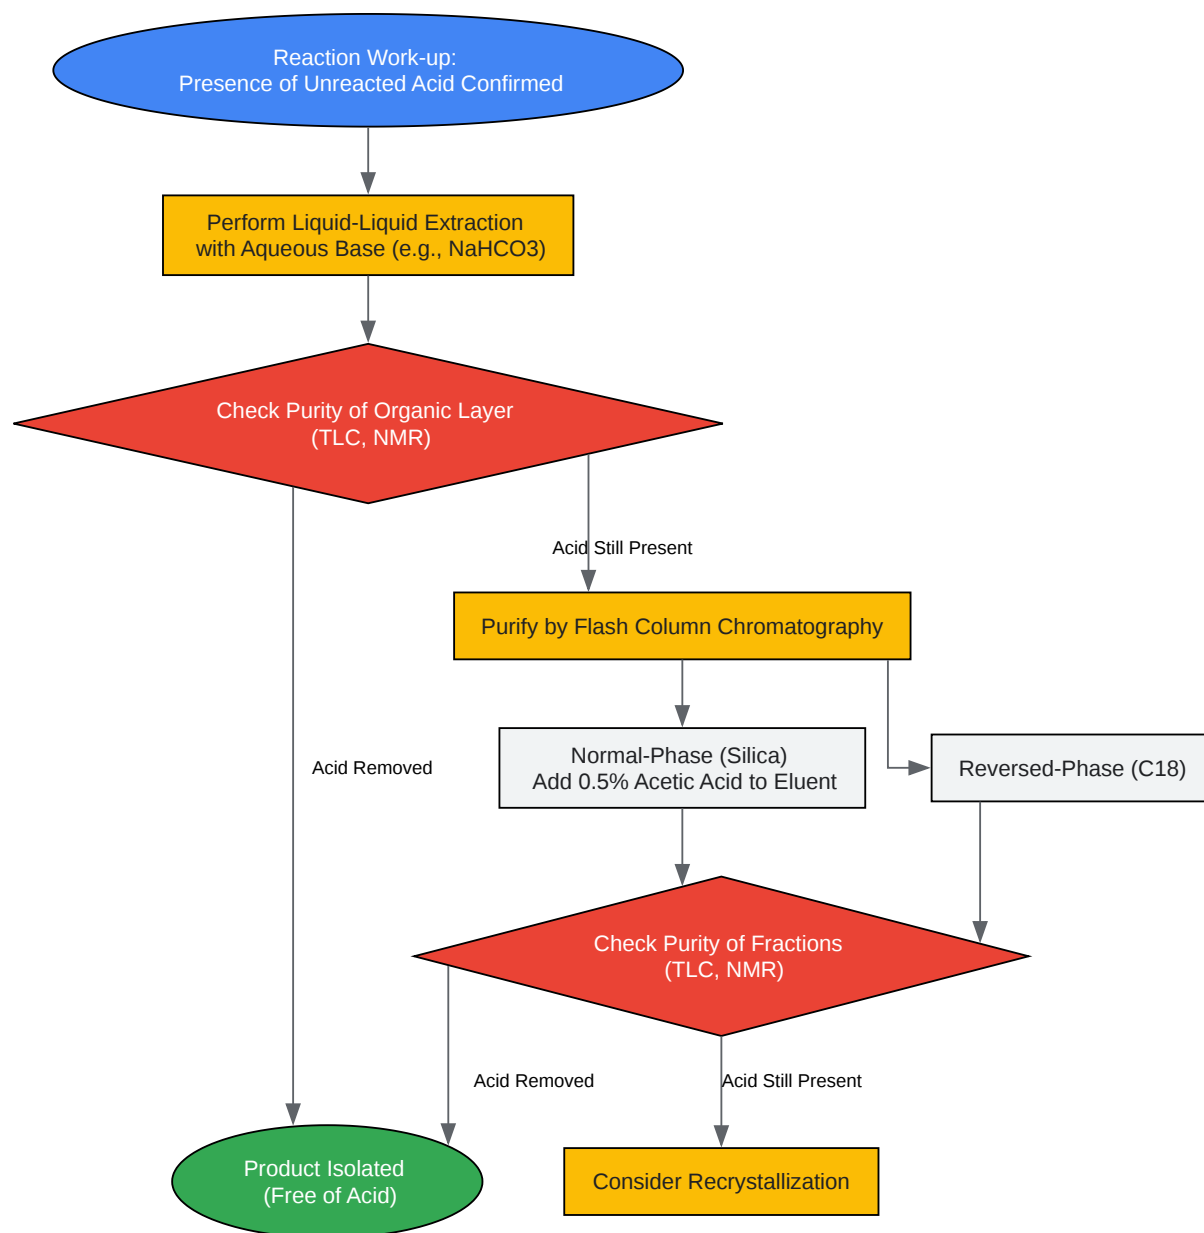 Reaction Work-up:
Presence of Unreacted Acid Confirmed
Perform Liquid-Liquid Extraction
with Aqueous Base (e.g., NaHCO3)
Check Purity of Organic Layer
(TLC, NMR)
Acid Still Present
Purify by Flash Column Chromatography
Acid Removed
Normal-Phase (Silica)
Add 0.5% Acetic Acid to Eluent
Reversed-Phase (C18)
Check Purity of Fractions
(TLC, NMR)
Acid Removed
Acid Still Present
Product Isolated
(Free of Acid)
Consider Recrystallization